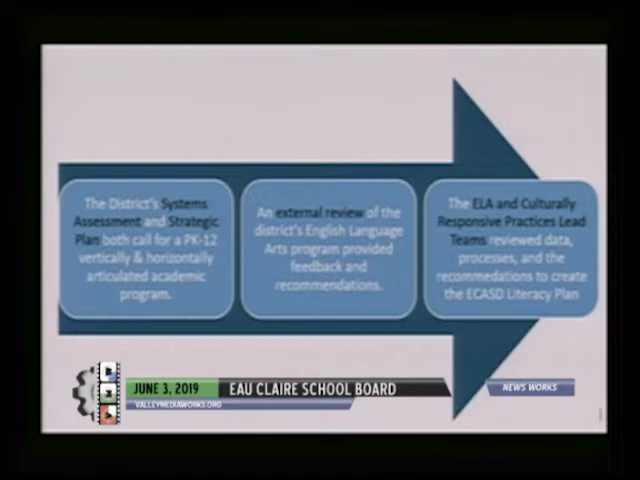 The District's Systems
Assessment and Strategic
Plan both call for a PK-12
vertically & horizontally
articulated academic
program.
An external review of the
district's English Language
Arts program provided
feedback and
recommendations.
The ELA and Culturally
Responsive Practices Lead
Teams reviewed data,
processes, and the
recommedations to create
the ECASD Literacy Plan
JUNE 3, 2019
EAU CLAIRE SCHOOL BOARD
NEWS WORKS
VALLEYMEDIAWORKS.ORG